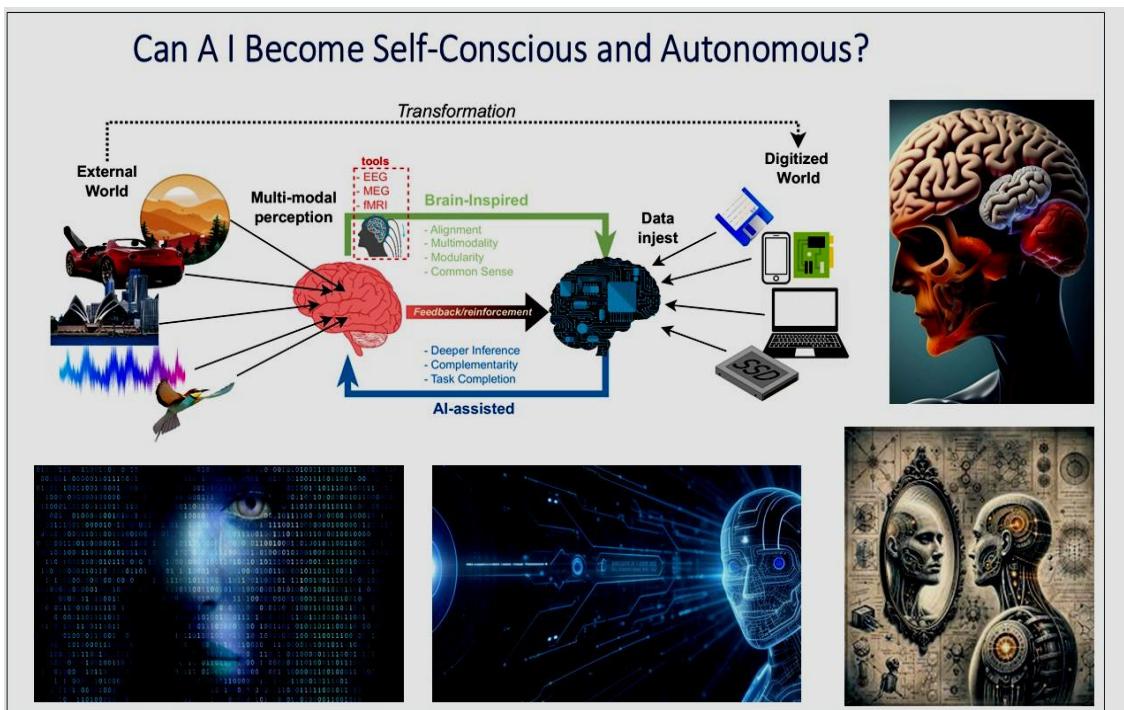 Can A I Become Self-Conscious and Autonomous?
Transformation
External
World
Multi-modal
perception
tools
- EEG
- MEG
- fMRI
Brain-Inspired
- Alignment
- Multimodality
- Modularity
- Common Sense
Data
injest
Digitized
World
Feedback/reinforcement
- Deeper Inference
- Complementarity
- Task Completion
AI-assisted
SSD